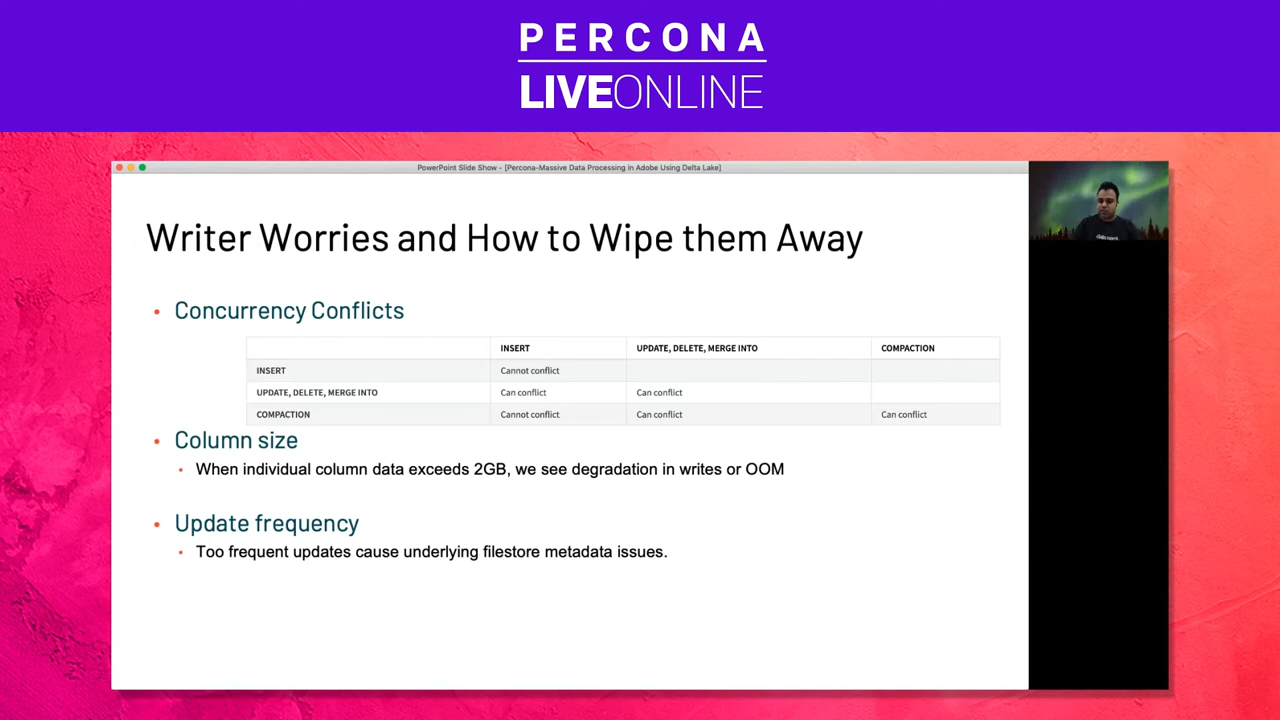 PERCONA
LIVEONLINE
PowerPoint Slide Show - [Percona-Massive Data Processing in Adobe Using Delta Lake]
Writer Worries and How to Wipe them Away
• Concurrency Conflicts
INSERT UPDATE, DELETE, MERGE INTO COMPACTION
INSERT Cannot conflict
UPDATE, DELETE, MERGE INTO Can conflict Can conflict
COMPACTION Cannot conflict Can conflict Can conflict
• Column size
• When individual column data exceeds 2GB, we see degradation in writes or OOM
• Update frequency
• Too frequent updates cause underlying filestore metadata issues.